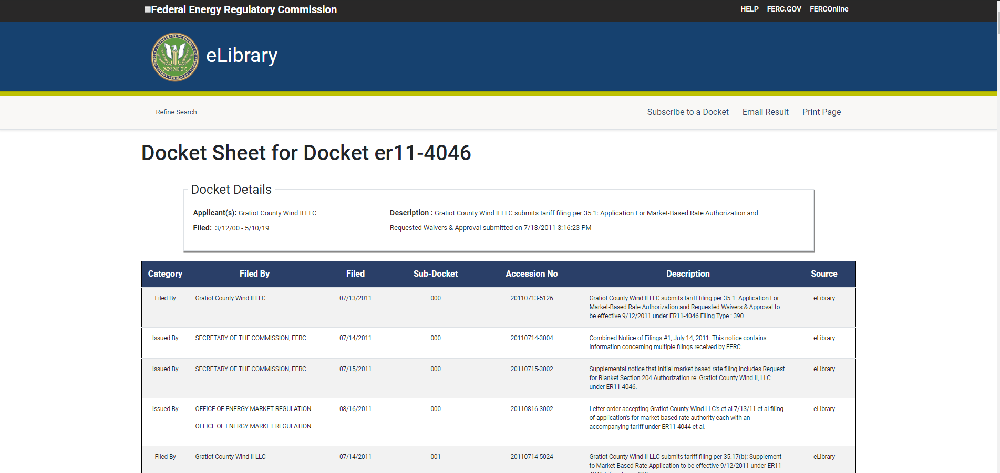 Federal Energy Regulatory Commission
HELP FERC.GOV FERCOnline
eLibrary
Refine Search
Subscribe to a Docket Email Result Print Page
Docket Sheet for Docket er11-4046
Docket Details
Applicant(s): Gratiot County Wind II LLC
Filed: 3/12/00 - 5/10/19
Description : Gratiot County Wind II LLC submits tariff filing per 35.1: Application For Market-Based Rate Authorization and
Requested Waivers & Approval submitted on 7/13/2011 3:16:23 PM
Category Filed By Filed Sub-Docket Accession No Description Source
Filed By Gratiot County Wind II LLC 07/13/2011 000 20110713-5126 Gratiot County Wind II LLC submits tariff filing per 35.1: Application For eLibrary
Market-Based Rate Authorization and Requested Waivers & Approval to
be effective 9/12/2011 under ER11-4046 Filing Type : 390
Issued By SECRETARY OF THE COMMISSION, FERC 07/14/2011 000 20110714-3004 Combined Notice of Filings #1, July 14, 2011: This notice contains eLibrary
information concerning multiple filings received by FERC.
Issued By SECRETARY OF THE COMMISSION, FERC 07/15/2011 000 20110715-3002 Supplemental notice that initial market based rate filing includes Request eLibrary
for Blanket Section 204 Authorization re Gratiot County Wind II, LLC
under ER11-4046.
Issued By OFFICE OF ENERGY MARKET REGULATION 08/16/2011 000 20110816-3002 Letter order accepting Gratiot County Wind LLC's et al 7/13/11 et al filing eLibrary
of application's for market-based rate authority each with an
OFFICE OF ENERGY MARKET REGULATION accompanying tariff under ER11-4044 et al.
Filed By Gratiot County Wind II LLC 07/14/2011 001 20110714-5024 Gratiot County Wind II LLC submits tariff filing per 35.17(b): Supplement eLibrary
to Market-Based Rate Application to be effective 9/12/2011 under ER11-